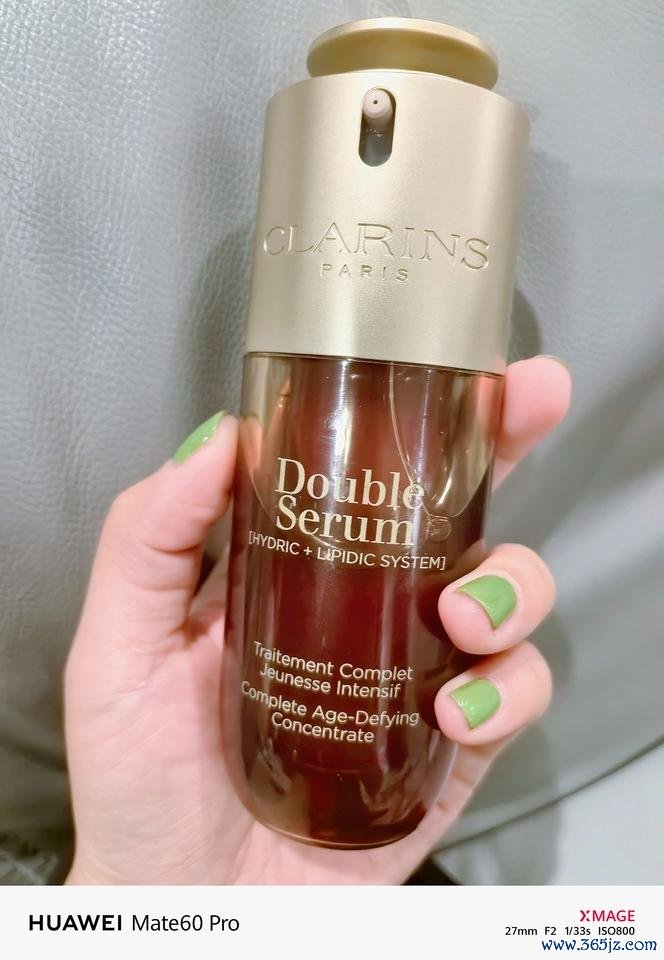 CLARINS
PARIS
Double
Serum
[HYDRIC + LIPIDIC SYSTEM]
Traitement Complet
Jeunesse Intensif
Complete Age-Defying
Concentrate
HUAWEI Mate60 Pro
XMAGE
27mm F2 1/33s ISO800
www.365jz.com